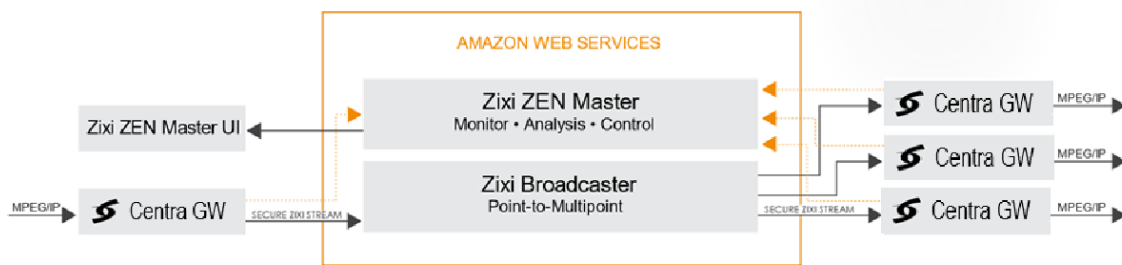 AMAZON WEB SERVICES
Zixi ZEN Master UI
Zixi ZEN Master
Monitor • Analysis • Control
Centra GW
MPEG/IP
Centra GW
MPEG/IP
MPEG/IP
Centra GW
SECURE ZIXI STREAM
Zixi Broadcaster
Point-to-Multipoint
SECURE ZIXI STREAM
Centra GW
MPEG/IP